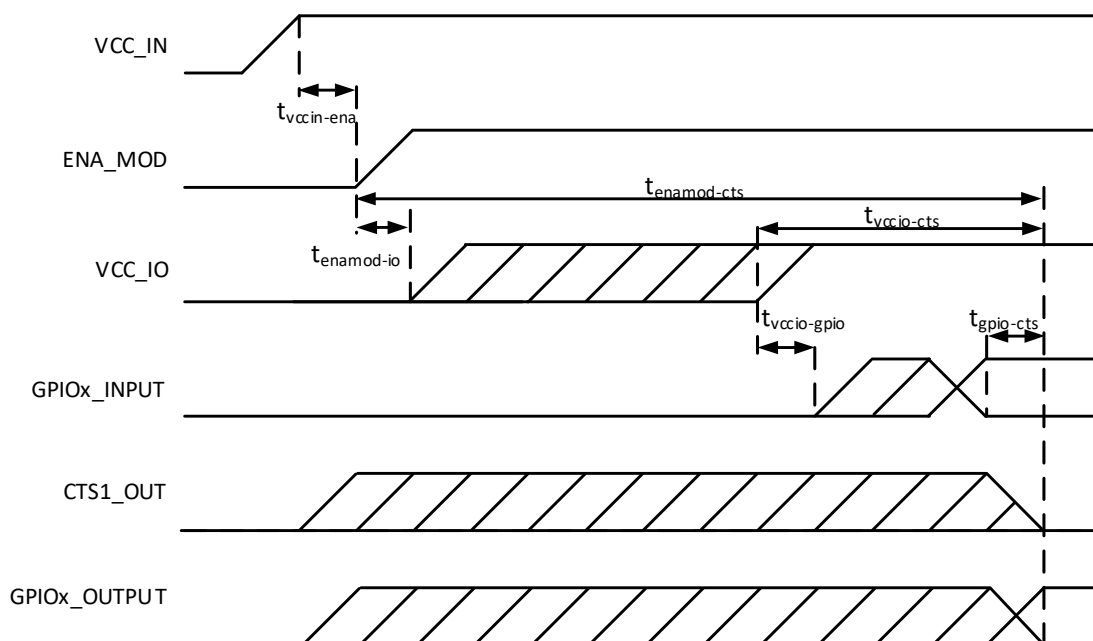 VCC_IN
tvccin-ena
ENA_MOD
tenamod-cts
tvccio-cts
tenamod-io
VCC_IO
tvccio-gpio
tgpio-cts
GPIOx_INPUT
CTS1_OUT
GPIOx_OUTPUT